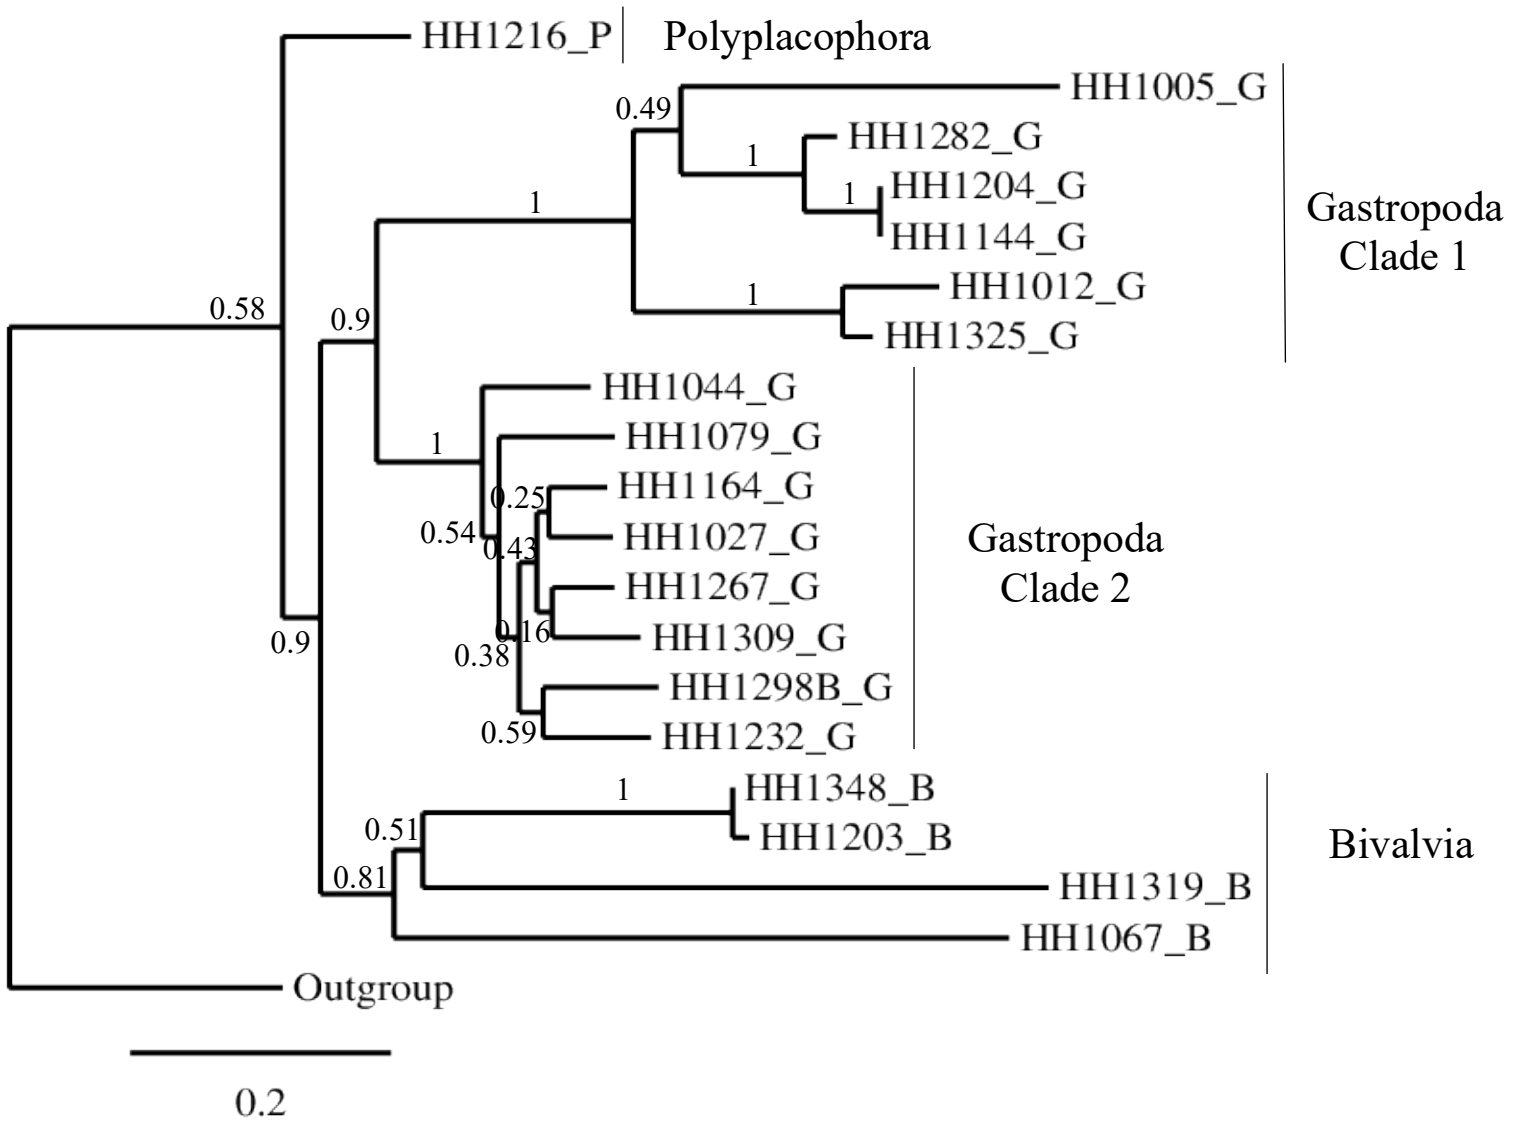 HH1216_P
Polyplacophora
HH1005_G
0.49
HH1282_G
1
HH1204_G
1
HH1144_G
1
Gastropoda
Clade 1
HH1012_G
1
HH1325_G
0.58
0.9
HH1044_G
HH1079_G
1
HH1164_G
0.25
HH1027_G
0.54
0.43
Gastropoda
Clade 2
HH1267_G
HH1309_G
0.16
0.38
0.9
HH1298B_G
HH1232_G
0.59
HH1348_B
1
HH1203_B
0.51
Bivalvia
0.81
HH1319_B
HH1067_B
Outgroup
0.2